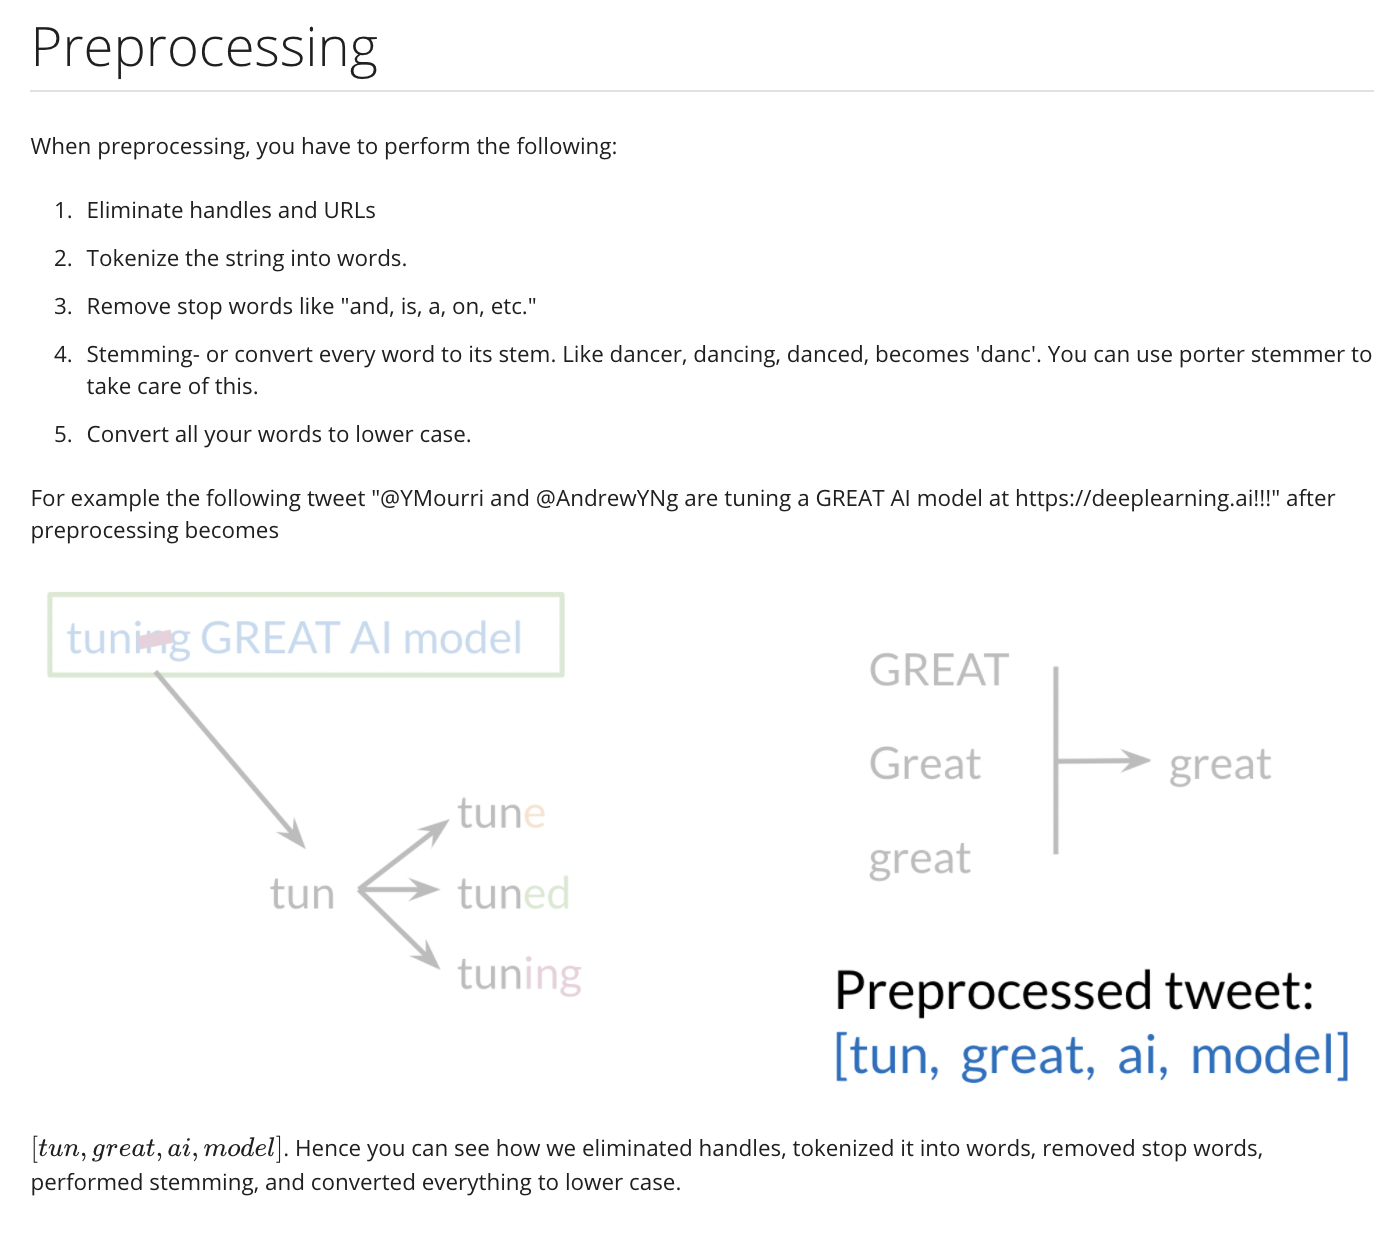 Preprocessing
When preprocessing, you have to perform the following:
1. Eliminate handles and URLs
2. Tokenize the string into words.
3. Remove stop words like "and, is, a, on, etc."
4. Stemming- or convert every word to its stem. Like dancer, dancing, danced, becomes 'danc'. You can use porter stemmer to
take care of this.
5. Convert all your words to lower case.
For example the following tweet "@YMourri and @AndrewYNg are tuning a GREAT AI model at https://deeplearning.ai!!!" after
preprocessing becomes
tuning GREAT AI model
tun
tune
tuned
tuning
GREAT
Great
great
great
Preprocessed tweet:
[tun, great, ai, model]
[tun, great, ai, model]. Hence you can see how we eliminated handles, tokenized it into words, removed stop words,
performed stemming, and converted everything to lower case.